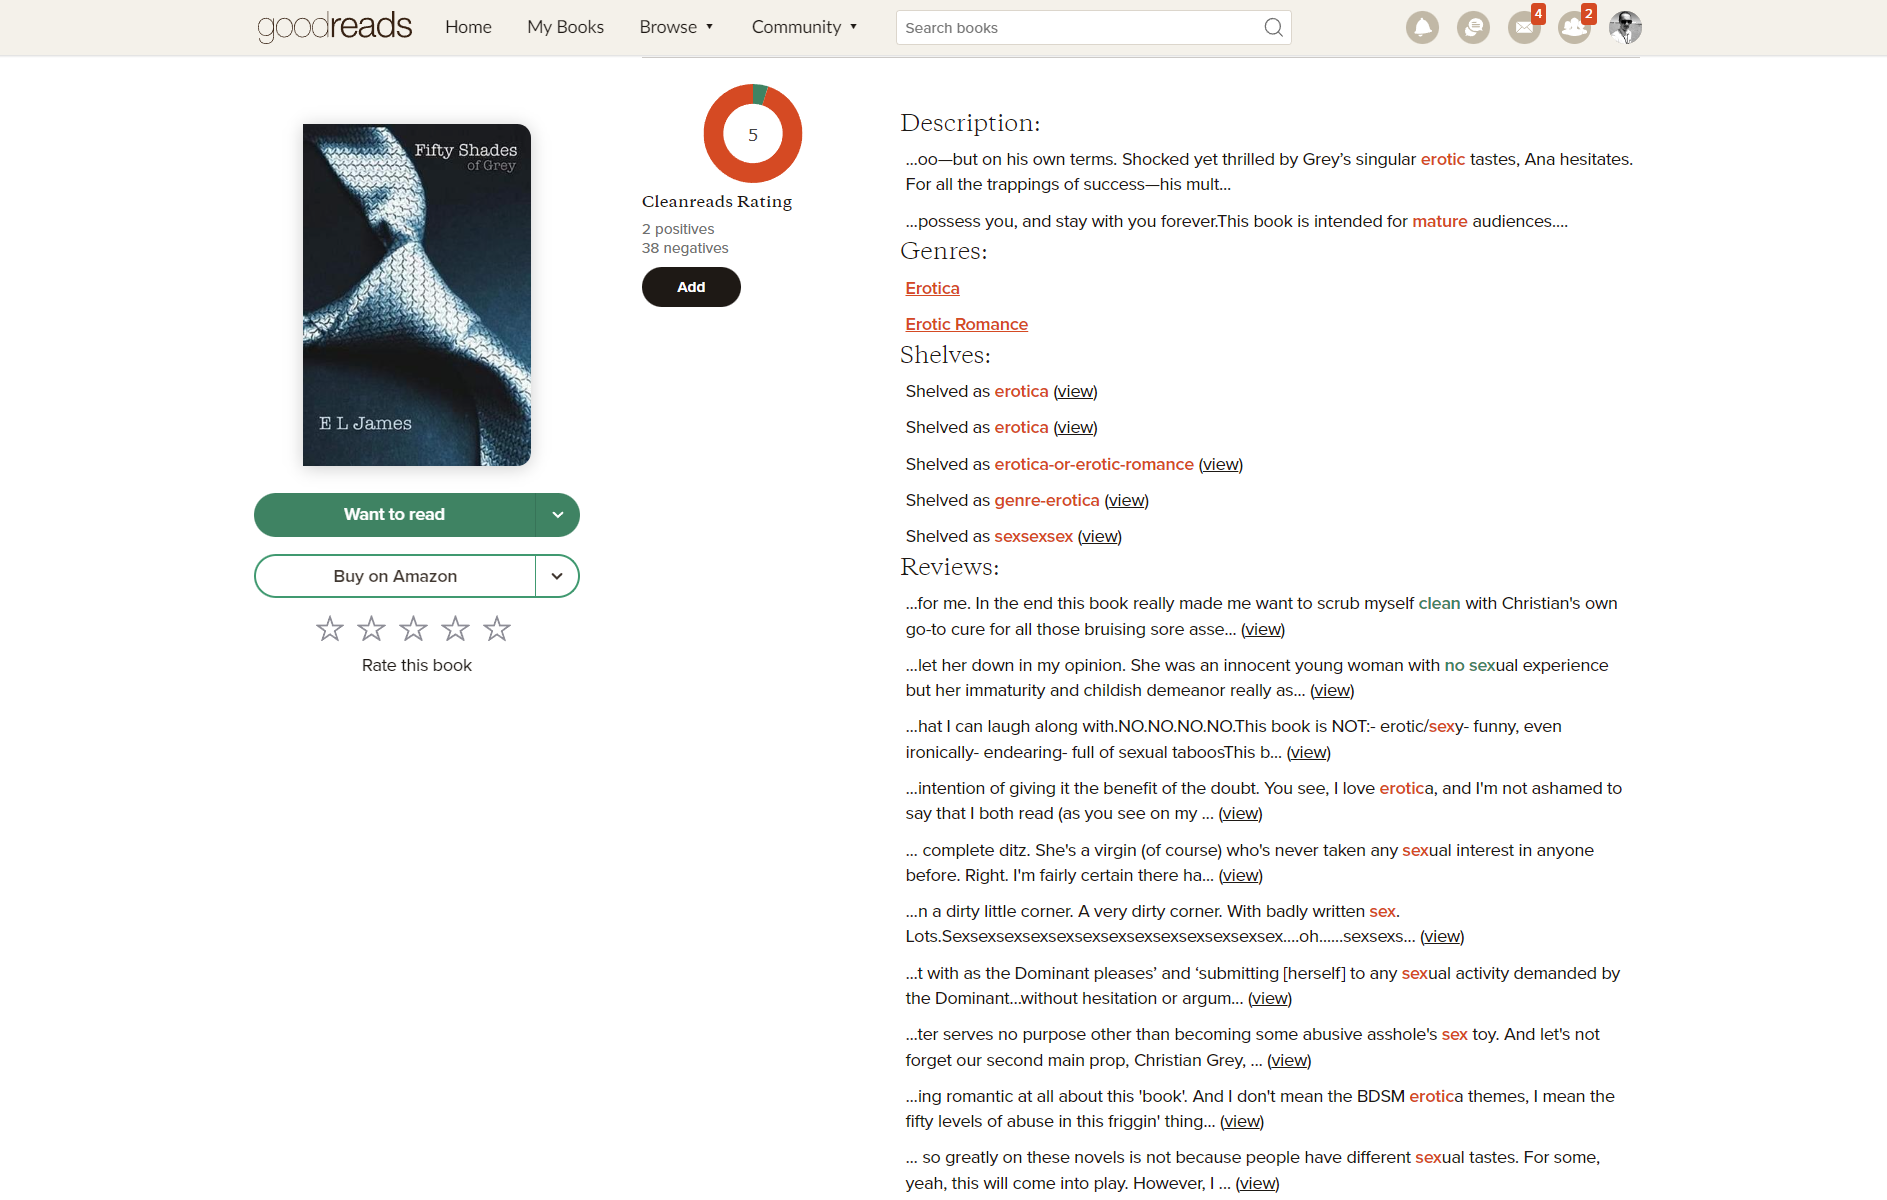 goodreads
Home
My Books
Browse ▼
Community ▼
Search books
4
2
Fifty Shades
of Grey
E L James
Want to read
Buy on Amazon
Rate this book
5
Cleanreads Rating
2 positives
38 negatives
Add
Description:
...oo—but on his own terms. Shocked yet thrilled by Grey’s singular erotic tastes, Ana hesitates.
For all the trappings of success—his mult...
...possess you, and stay with you forever.This book is intended for mature audiences....
Genres:
Erotica
Erotic Romance
Shelves:
Shelved as erotica (view)
Shelved as erotica (view)
Shelved as erotica-or-erotic-romance (view)
Shelved as genre-erotica (view)
Shelved as sexsexsex (view)
Reviews:
...for me. In the end this book really made me want to scrub myself clean with Christian's own
go-to cure for all those bruising sore asse... (view)
...let her down in my opinion. She was an innocent young woman with no sexual experience
but her immaturity and childish demeanor really as... (view)
...hat I can laugh along with.NO.NO.NO.NO.This book is NOT:- erotic/sexy- funny, even
ironically- endearing- full of sexual taboosThis b... (view)
...intention of giving it the benefit of the doubt. You see, I love erotica, and I'm not ashamed to
say that I both read (as you see on my ... (view)
... complete ditz. She's a virgin (of course) who's never taken any sexual interest in anyone
before. Right. I'm fairly certain there ha... (view)
...n a dirty little corner. A very dirty corner. With badly written sex.
Lots.Sexsexsexsexsexsexsexsexsexsexsexsexsex....oh......sexsexs... (view)
...t with as the Dominant pleases’ and ‘submitting [herself] to any sexual activity demanded by
the Dominant...without hesitation or argum... (view)
...ter serves no purpose other than becoming some abusive asshole's sex toy. And let's not
forget our second main prop, Christian Grey, ... (view)
...ing romantic at all about this 'book'. And I don't mean the BDSM erotica themes, I mean the
fifty levels of abuse in this friggin' thing... (view)
... so greatly on these novels is not because people have different sexual tastes. For some,
yeah, this will come into play. However, I ... (view)